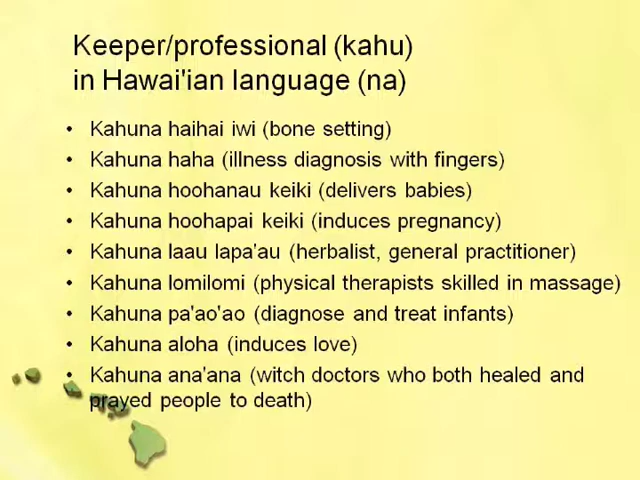 Keeper/professional (kahu)
in Hawai'ian language (na)
• Kahuna haihai iwi (bone setting)
• Kahuna haha (illness diagnosis with fingers)
• Kahuna hoohanau keiki (delivers babies)
• Kahuna hoohapai keiki (induces pregnancy)
• Kahuna laau lapa'au (herbalist, general practitioner)
• Kahuna lomilomi (physical therapists skilled in massage)
• Kahuna pa'ao'ao (diagnose and treat infants)
• Kahuna aloha (induces love)
• Kahuna ana'ana (witch doctors who both healed and
prayed people to death)